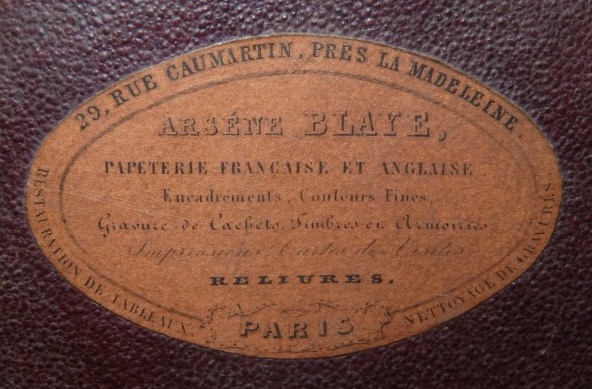 29, RUE CAUMARTIN, PRÈS LA MADELEINE.
ARSÉNE BLAYE,
PAPETERIE FRANCAISE ET ANGLAISE
Encadrements, Couleurs Fines,
Gravure de Cachets, Timbres en Armoiries
Impressions, Cartes de Visites
RELIURES.
RESTAURATION DE TABLEAUX.
PARIS
NETTOYAGE DE GRAVURES